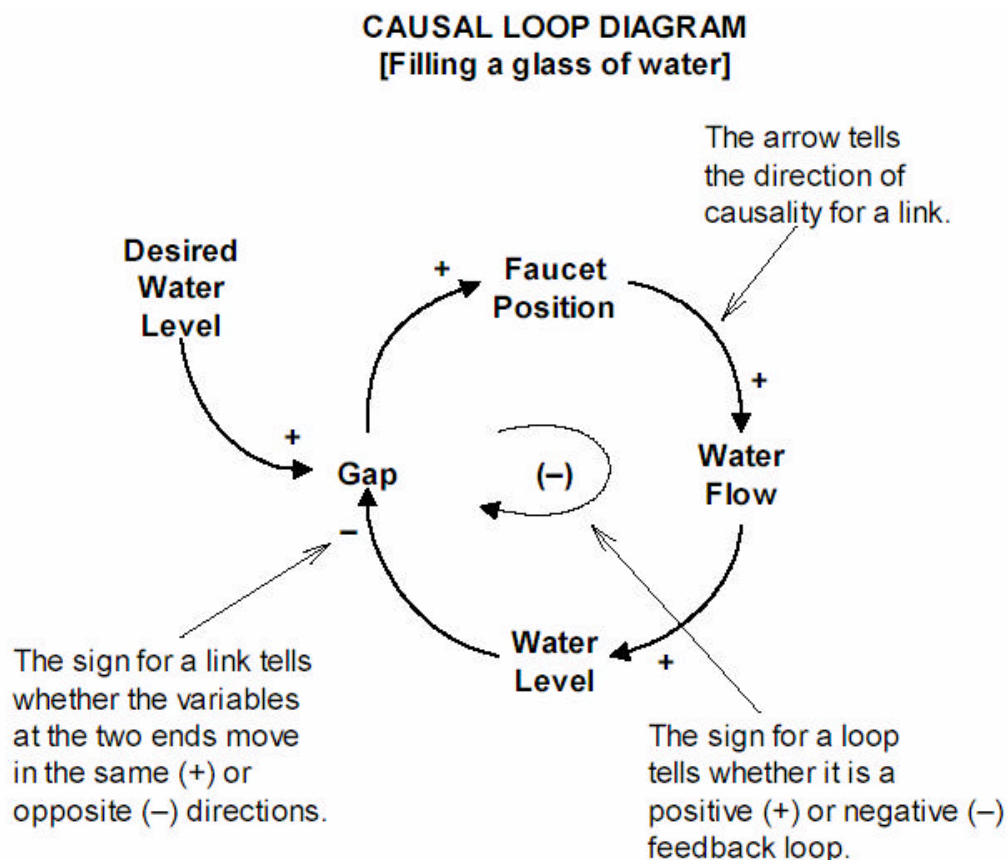 CAUSAL LOOP DIAGRAM
[Filling a glass of water]
The arrow tells
the direction of
causality for a link.
Desired
Water
Level
+
Faucet
Position
+
+
Gap
(–)
Water
Flow
–
Water
Level
+
The sign for a link tells
whether the variables
at the two ends move
in the same (+) or
opposite (–) directions.
The sign for a loop
tells whether it is a
positive (+) or negative (–)
feedback loop.